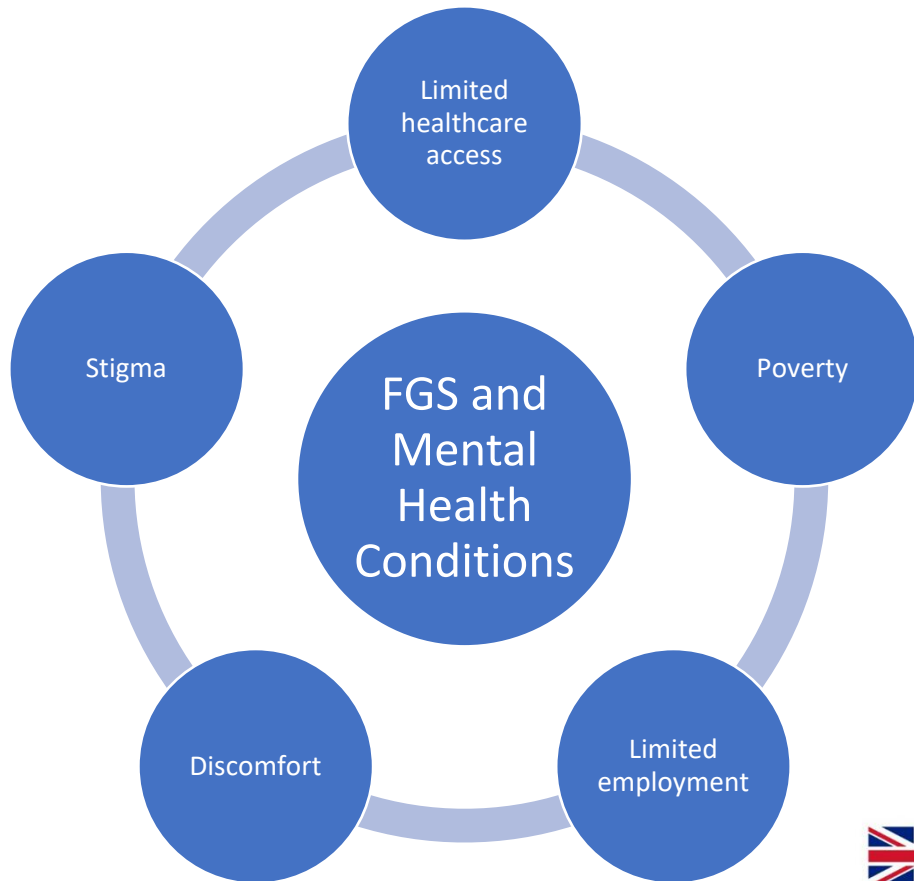 Limited
healthcare
access
Stigma
Poverty
FGS and
Mental
Health
Conditions
Discomfort
Limited
employment